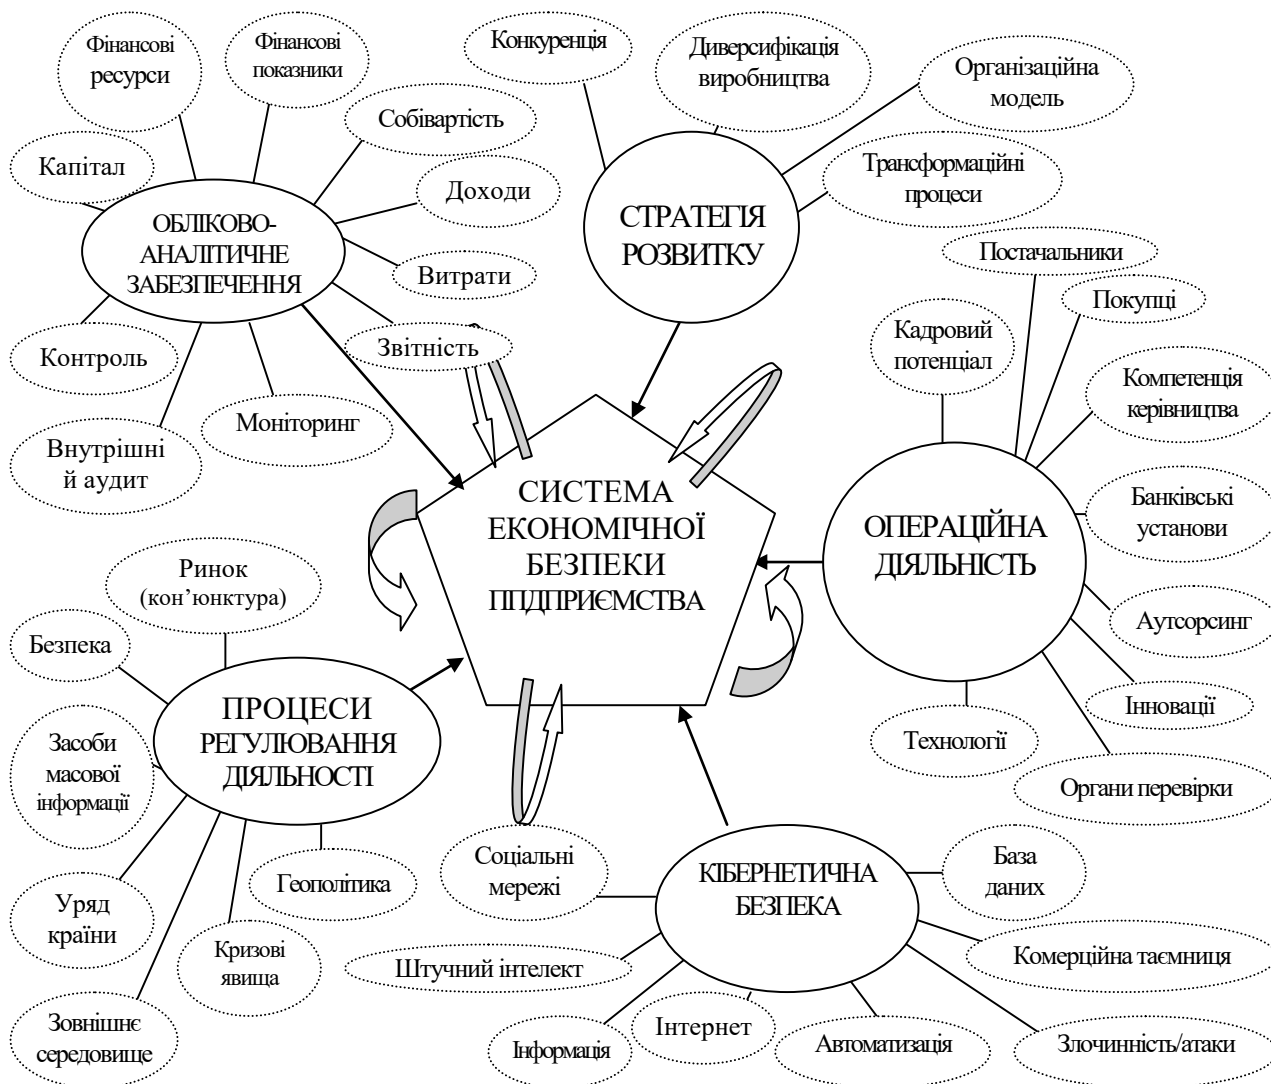 Фінансові
ресурси
Фінансові
показники
Конкуренція
Диверсифікація
виробництва
Організаційна
модель
Собівартість
Капітал
Доходи
Трансформаційні
процеси
ОБЛІКОВО-
АНАЛІТИЧНЕ
ЗАБЕЗПЕЧЕННЯ
СТРАТЕГІЯ
РОЗВИТКУ
Витрати
Постачальники
Покупці
Контроль
Звітність
Кадровий
потенціал
Компетенція
керівництва
Внутрішні
й аудит
Моніторинг
СИСТЕМА
ЕКОНОМІЧНОЇ
БЕЗПЕКИ
ППДПРИЄМСТВА
ОПЕРАЦІЙНА
ДІЯЛЬНІСТЬ
Банківські
установи
Ринок
(кон’юнктура)
Безпека
Аутсорсинг
ПРОЦЕСИ
РЕГУЛЮВАННЯ
ДІЯЛЬНОСТІ
Засоби
масової
інформації
Технології
Інновації
Органи перевірки
Уряд
країни
Геополітика
Соціальні
мережі
КІБЕРНЕТИЧНА
БЕЗПЕКА
База
даних
Кризові
явища
Штучний інтелект
Комерційна таємниця
Зовнішнє
середовище
Інформація
Інтернет
Автоматизація
Злочинність/атаки